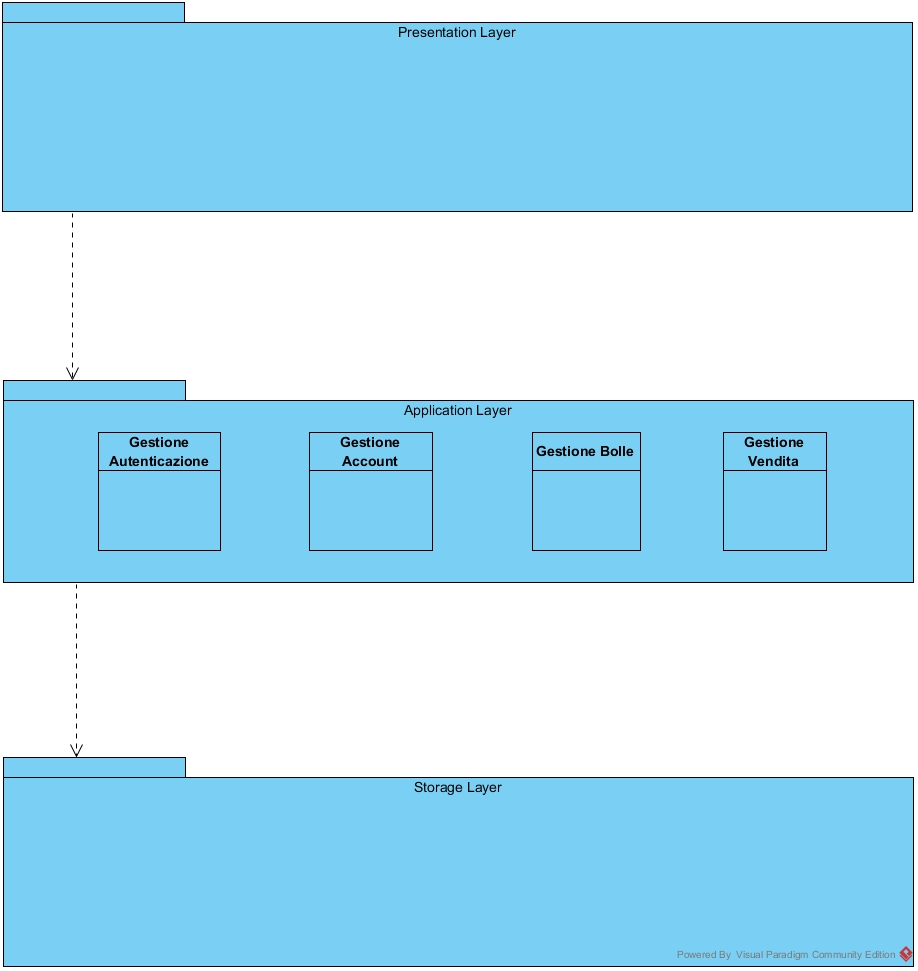 Presentation Layer
Application Layer
Gestione
Autenticazione
Gestione
Account
Gestione Bolle
Gestione
Vendita
Storage Layer
Powered By Visual Paradigm Community Edition